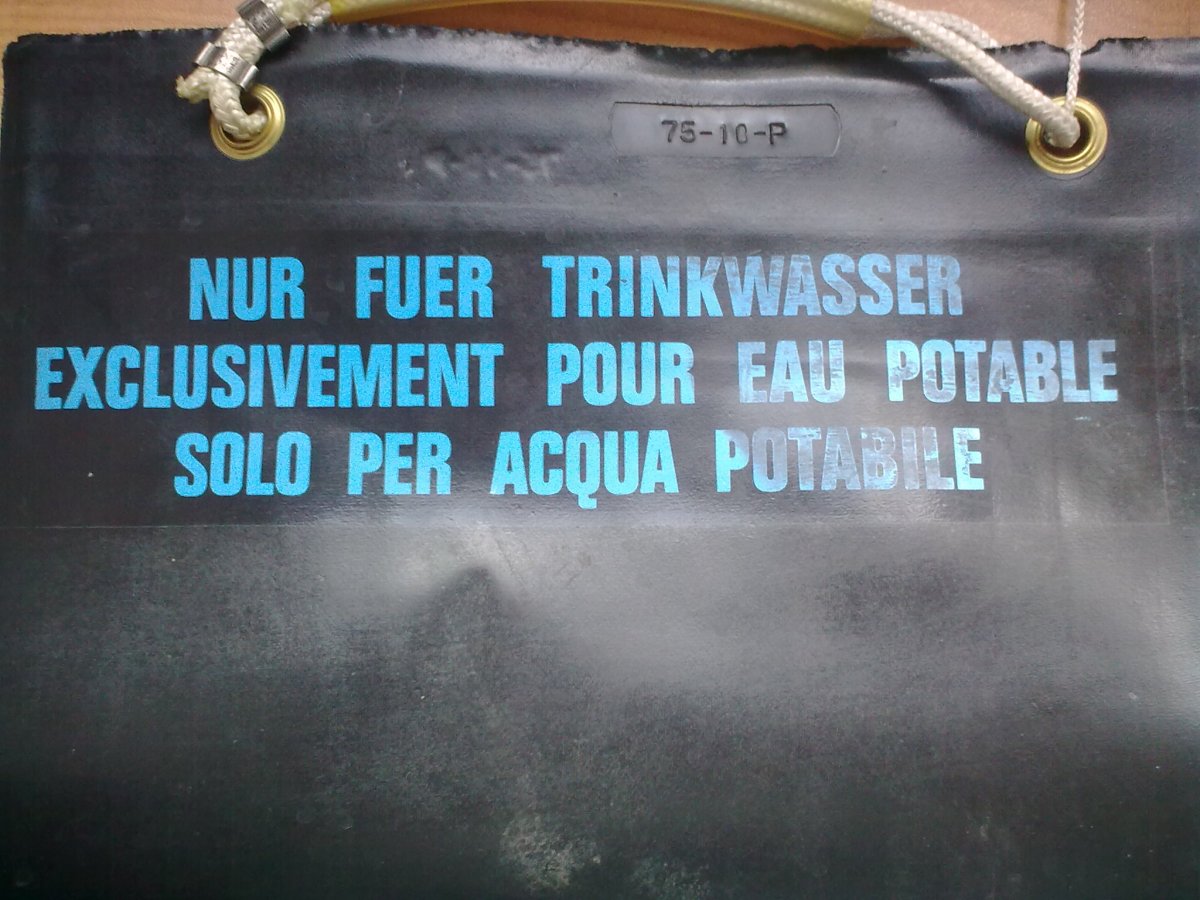 75-10-P
NUR FUER TRINKWASSER
EXCLUSIVEMENT POUR EAU POTABLE
SOLO PER ACQUA POTABILE